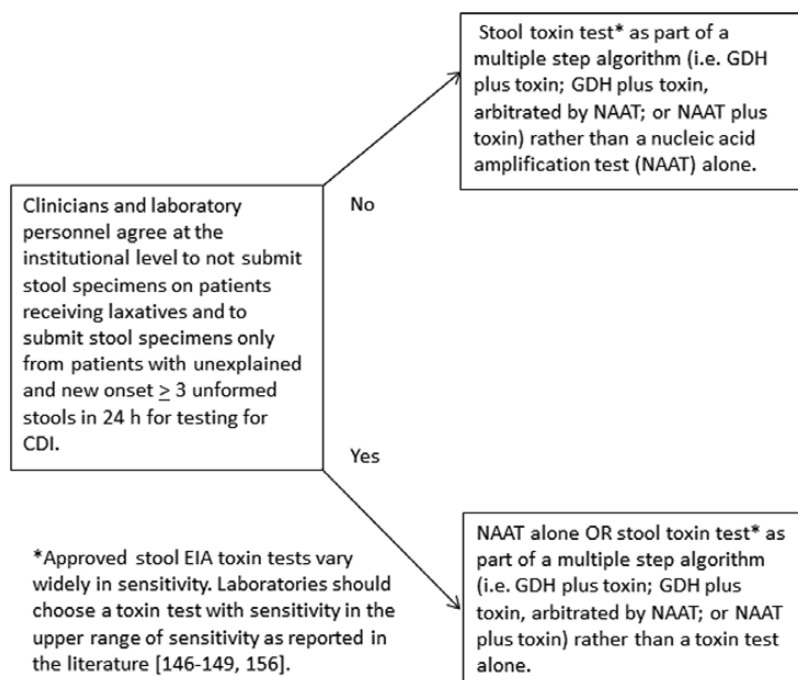 Stool toxin test* as part of a
multiple step algorithm (i.e. GDH
plus toxin; GDH plus toxin,
arbitrated by NAAT; or NAAT plus
toxin) rather than a nucleic acid
amplification test (NAAT) alone.
No
Clinicians and laboratory
personnel agree at the
institutional level to not submit
stool specimens on patients
receiving laxatives and to
submit stool specimens only
from patients with unexplained
and new onset ≥ 3 unformed
stools in 24 h for testing for
CDI.
Yes
NAAT alone OR stool toxin test* as
part of a multiple step algorithm
(i.e. GDH plus toxin; GDH plus
toxin, arbitrated by NAAT; or NAAT
plus toxin) rather than a toxin test
alone.
*Approved stool EIA toxin tests vary
widely in sensitivity. Laboratories should
choose a toxin test with sensitivity in the
upper range of sensitivity as reported in
the literature [146-149, 156].